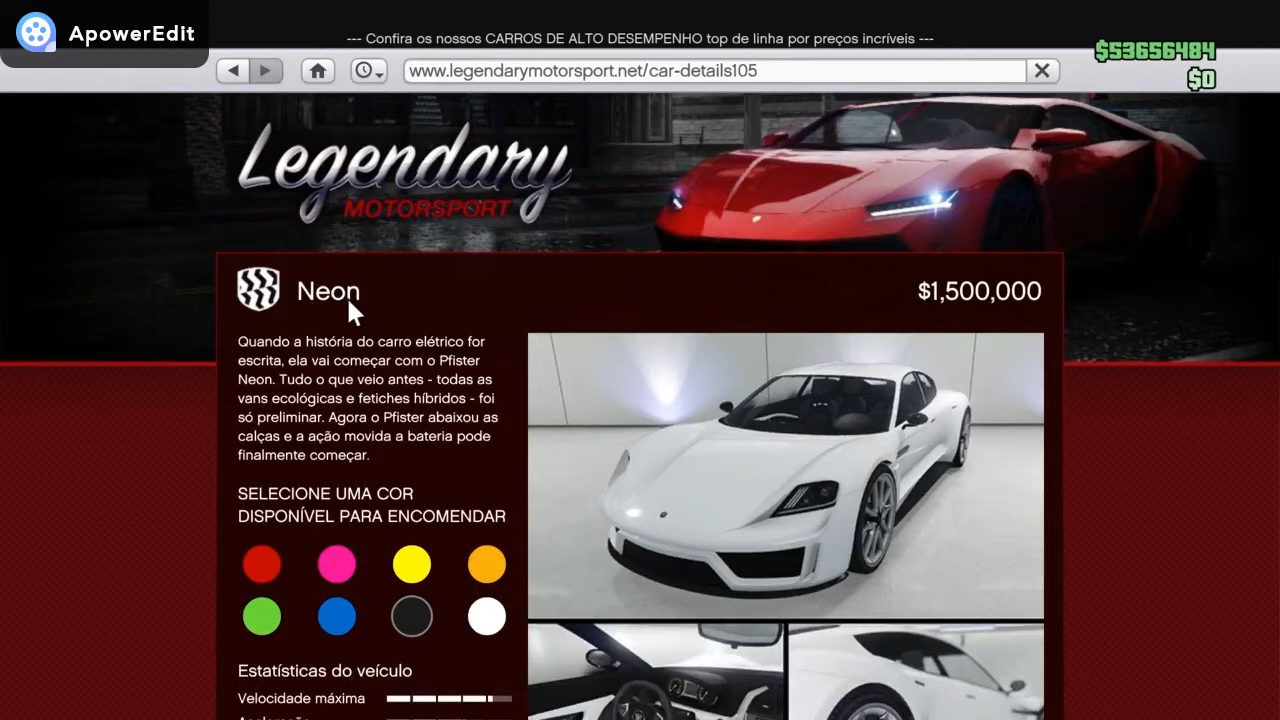 ApowerEdit
--- Confira os nossos CARROS DE ALTO DESEMPENHO top de linha por preços incríveis ---
www.legendarymotorsport.net/car-details105
$53656484
$0
Legendary
MOTORSPORT
Neon
$1,500,000
Quando a história do carro elétrico for
escrita, ela vai começar com o Pfister
Neon. Tudo o que veio antes - todas as
vans ecológicas e fetiches híbridos - foi
só preliminar. Agora o Pfister abaixou as
calças e a ação movida a bateria pode
finalmente começar.
SELECIONE UMA COR
DISPONÍVEL PARA ENCOMENDAR
Estatísticas do veículo
Velocidade máxima